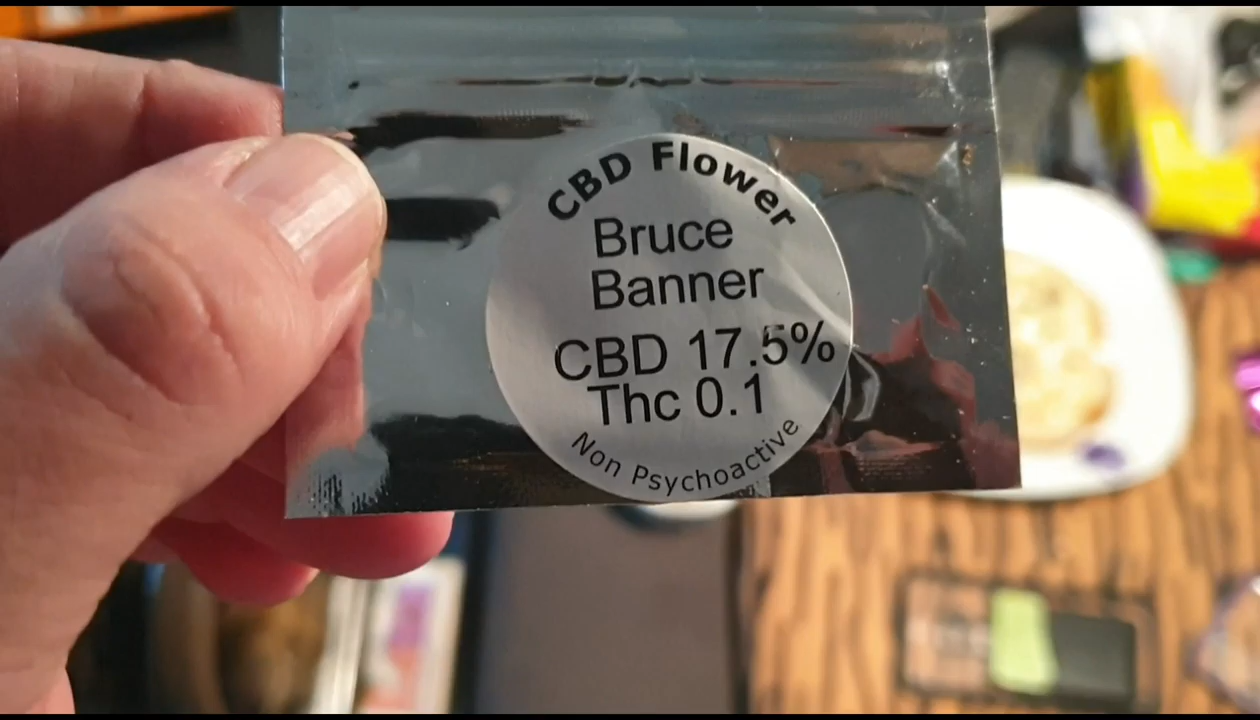 CBD Flower
Bruce
Banner
CBD 17.5%
Thc 0.1
Non Psychoactive